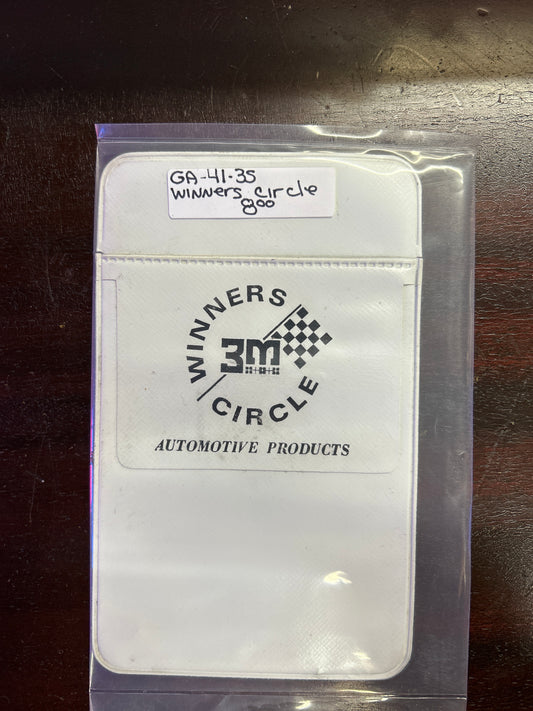 GA-41-35
Winners Circle
800
WINNERS
3M
CIRCLE
AUTOMOTIVE PRODUCTS